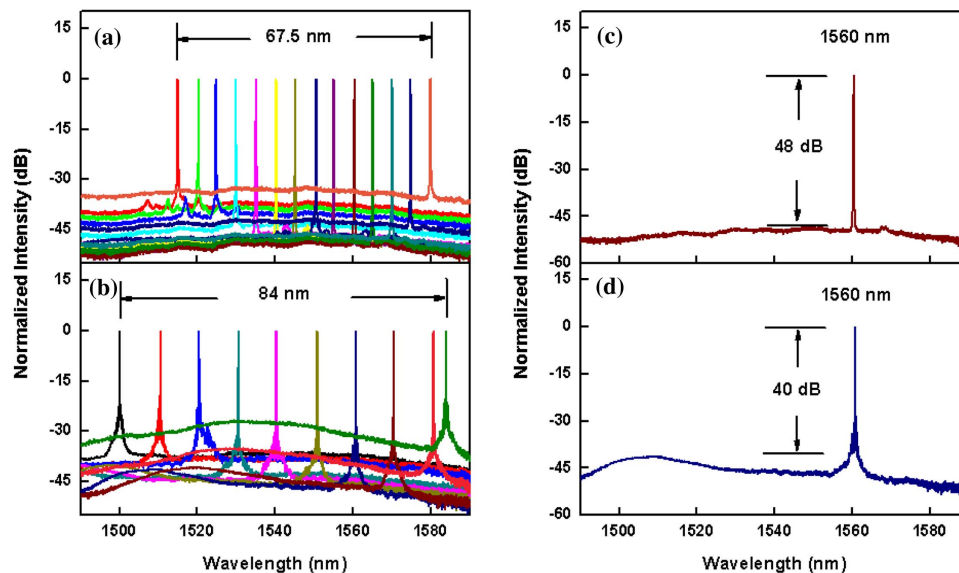 (a)
67.5 nm
15
0
-15
-30
-45
Normalized Intensity (dB)
(b)
84 nm
15
0
-15
-30
-45
1500 1520 1540 1560 1580
Wavelength (nm)
(c)
1560 nm
48 dB
15
0
-15
-30
-45
-60
Normalized Intensity (dB)
(d)
1560 nm
40 dB
15
0
-15
-30
-45
-60
1500 1520 1540 1560 1580
Wavelength (nm)